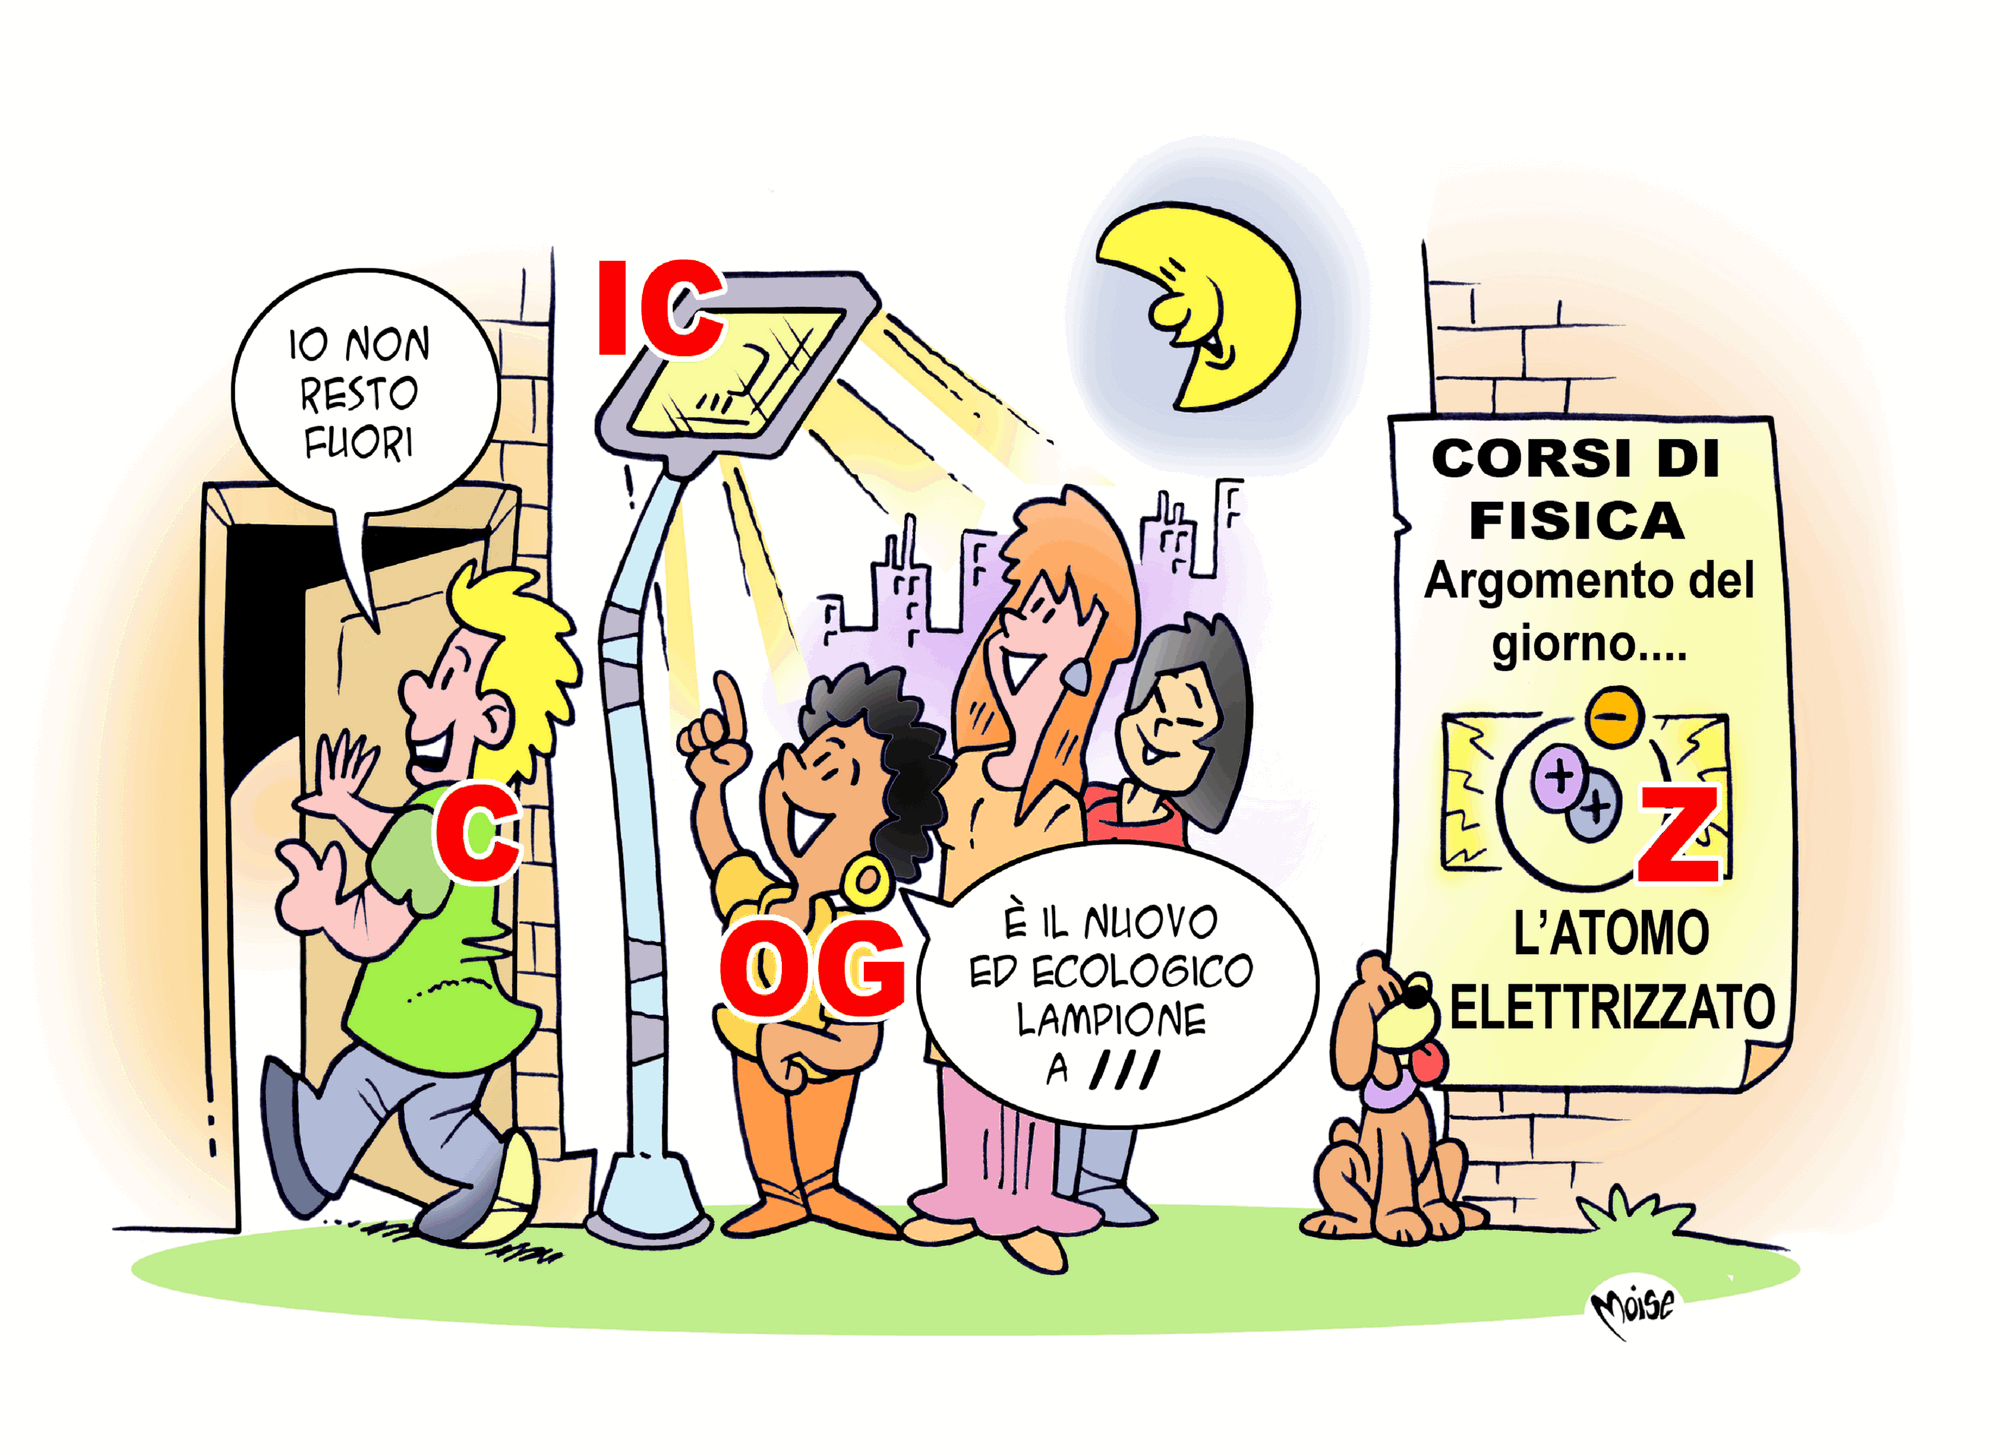 IO NON
RESTO
FUORI
IC
C
OG
È IL NUOVO
ED ECOLOGICO
LAMPIONE
A ///
CORSI DI
FISICA
Argomento del
giorno....
-
+
+
Z
L'ATOMO
ELETTRIZZATO
Moise